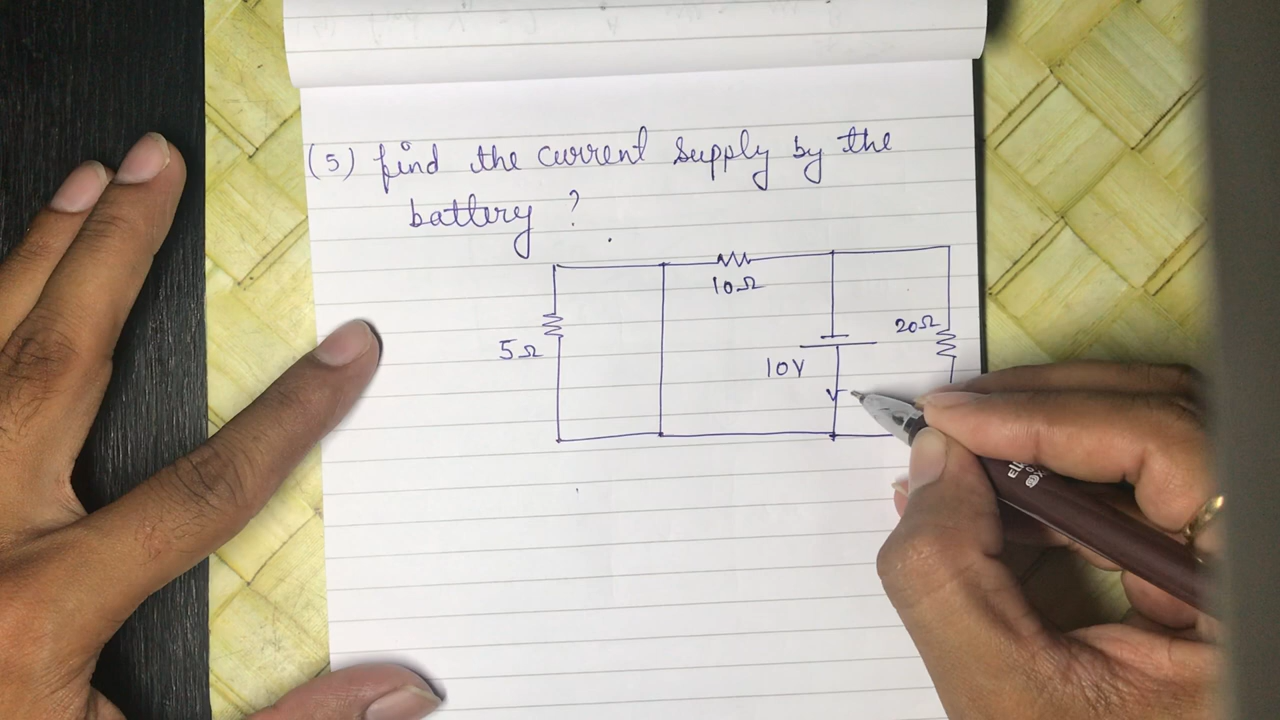 (5) find the current supply by the
battery ?
10Ω
20Ω
5Ω
10V